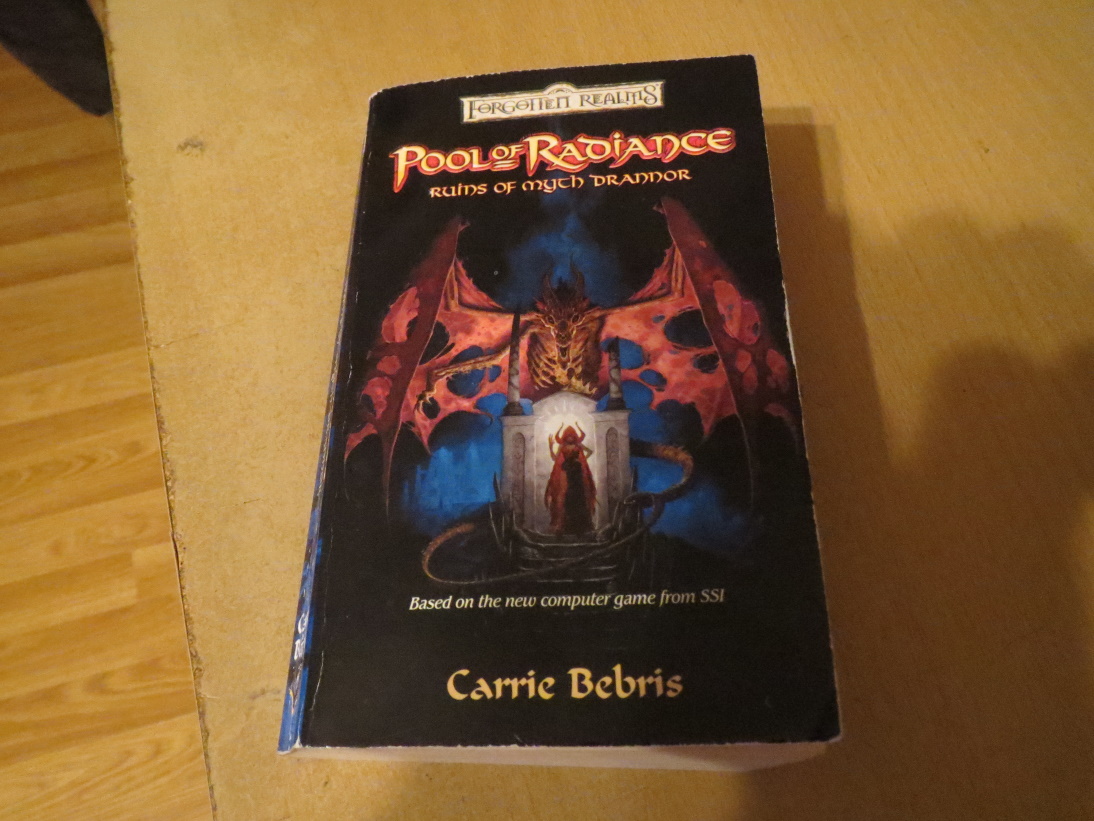 FORGOTTEN REALMS
POOL OF RADIANCE
RUINS OF MYTH DRANNOR
Based on the new computer game from SSI
Carrie Bebris